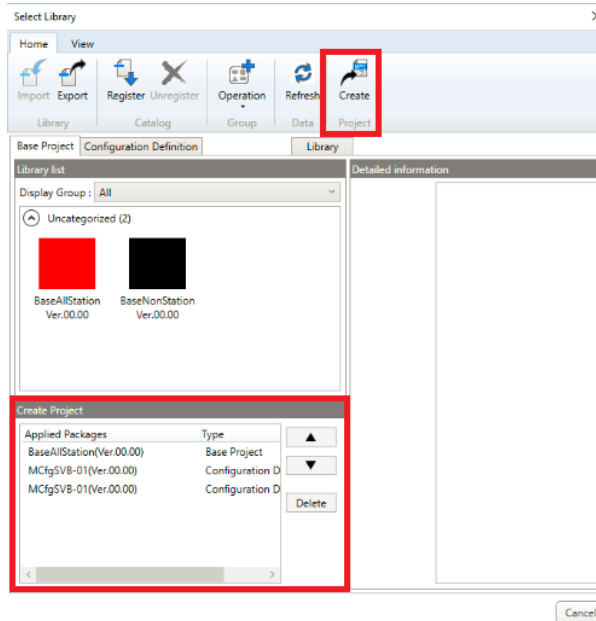 Select Library
Home View
Import Export Register Unregister Operation Refresh Create
Library Catalog Group Data Project
Base Project Configuration Definition Library
Library list Detailed information
Display Group : All
Uncategorized (2)
BaseAllStation BaseNonStation
Ver.00.00 Ver.00.00
Create Project
Applied Packages Type
BaseAllStation(Ver.00.00) Base Project
MCfgSVB-01(Ver.00.00) Configuration D
MCfgSVB-01(Ver.00.00) Configuration D
Delete
Cancel